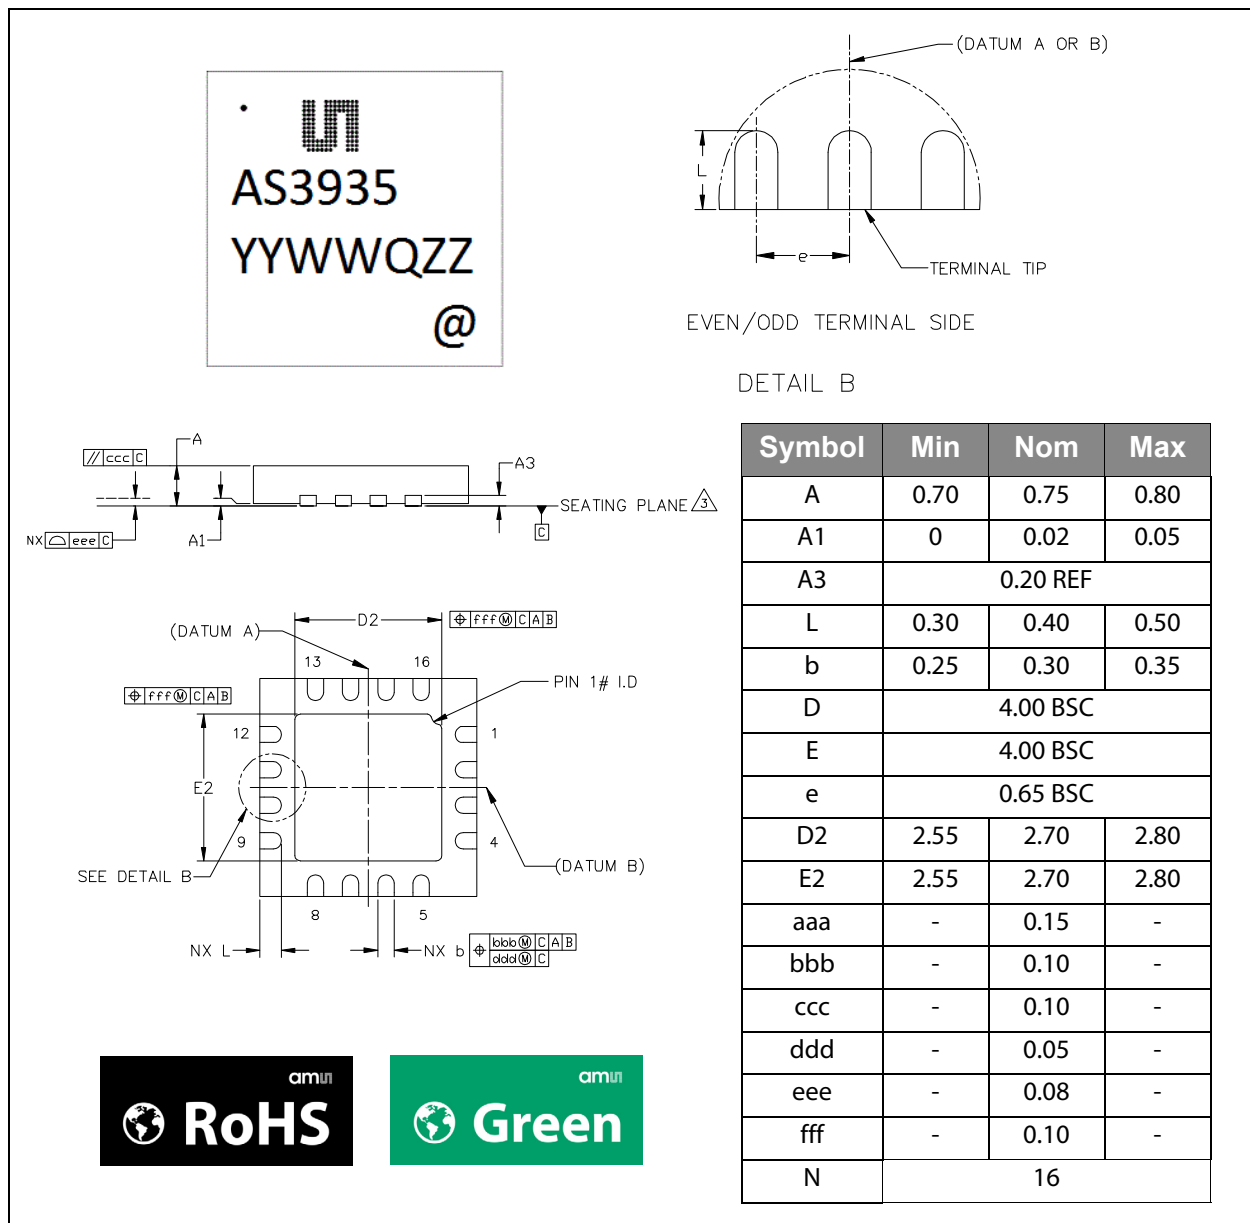 AS3935
YYWWQZZ
@
(DATUM A OR B)
L
e
TERMINAL TIP
EVEN/ODD TERMINAL SIDE
DETAIL B
// ccc C
A
A3
SEATING PLANE 3
C
NX eee C
A1
D2
fff Ⓜ C A B
(DATUM A)
13 16
PIN 1# I.D
fff Ⓜ C A B
12 1
E2
9 4
SEE DETAIL B
(DATUM B)
8 5
NX L
NX b
bbb Ⓜ C A B
ddd Ⓜ C
Symbol Min Nom Max
A 0.70 0.75 0.80
A1 0 0.02 0.05
A3 0.20 REF
L 0.30 0.40 0.50
b 0.25 0.30 0.35
D 4.00 BSC
E 4.00 BSC
e 0.65 BSC
D2 2.55 2.70 2.80
E2 2.55 2.70 2.80
aaa - 0.15 -
bbb - 0.10 -
ccc - 0.10 -
ddd - 0.05 -
eee - 0.08 -
fff - 0.10 -
N 16
am
RoHS
am
Green